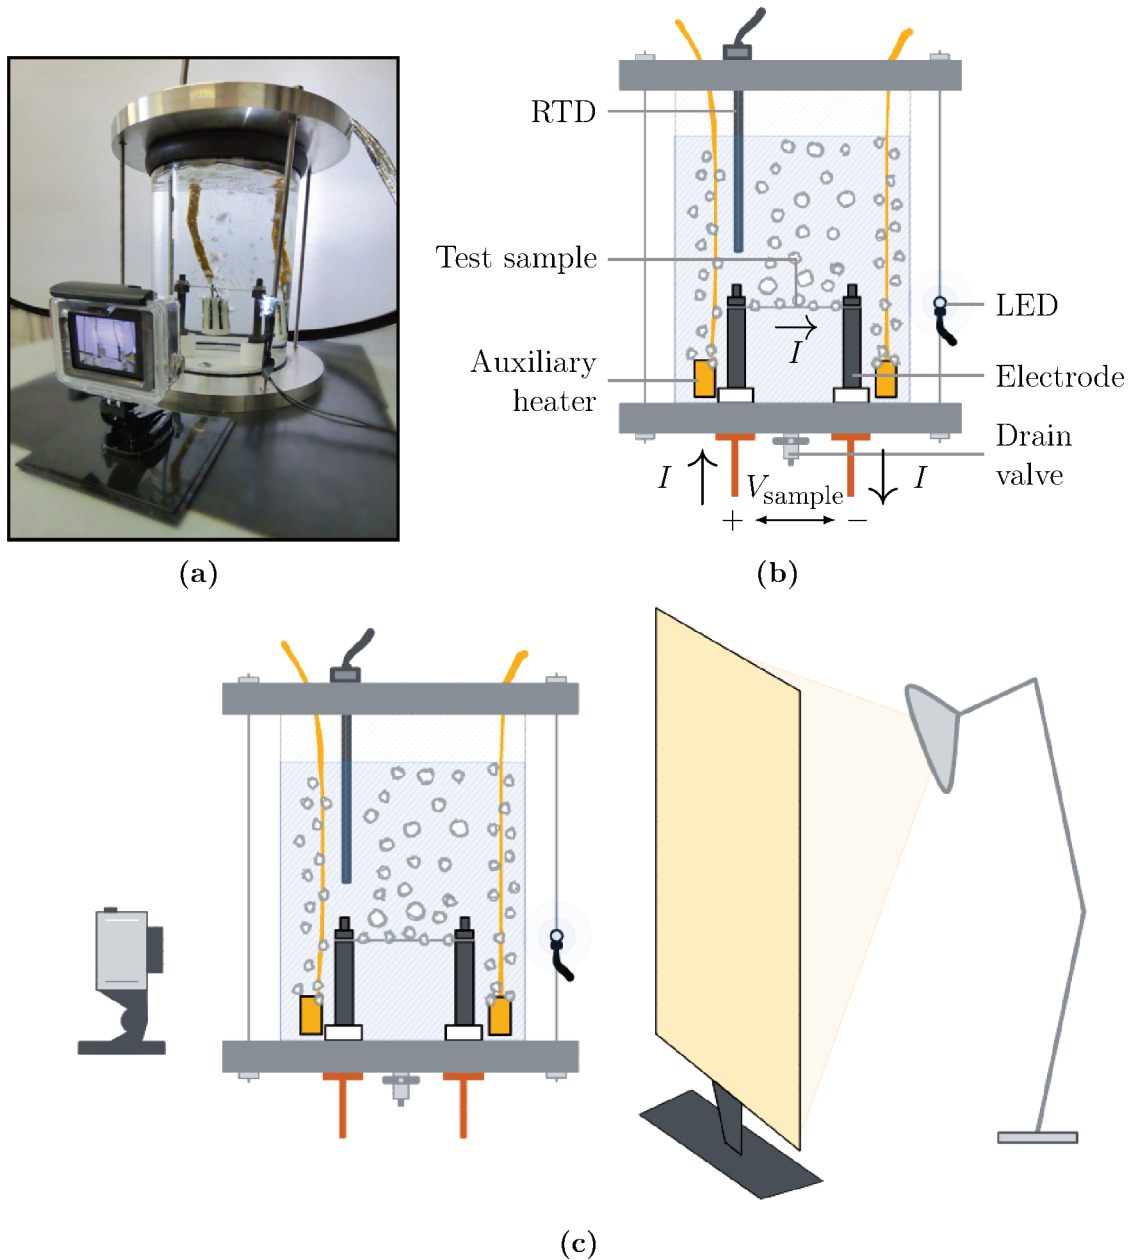 RTD
Test sample
I
LED
Auxiliary
heater
Electrode
Drain
valve
I
V_sample
I
+
−
(a)
(b)
(c)